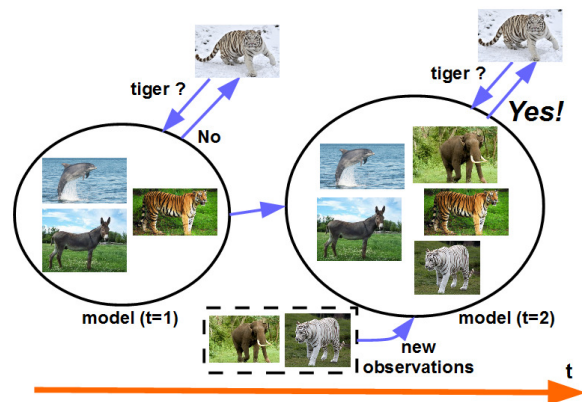 tiger ?
No
model (t=1)
tiger ?
Yes!
model (t=2)
new
observations
t